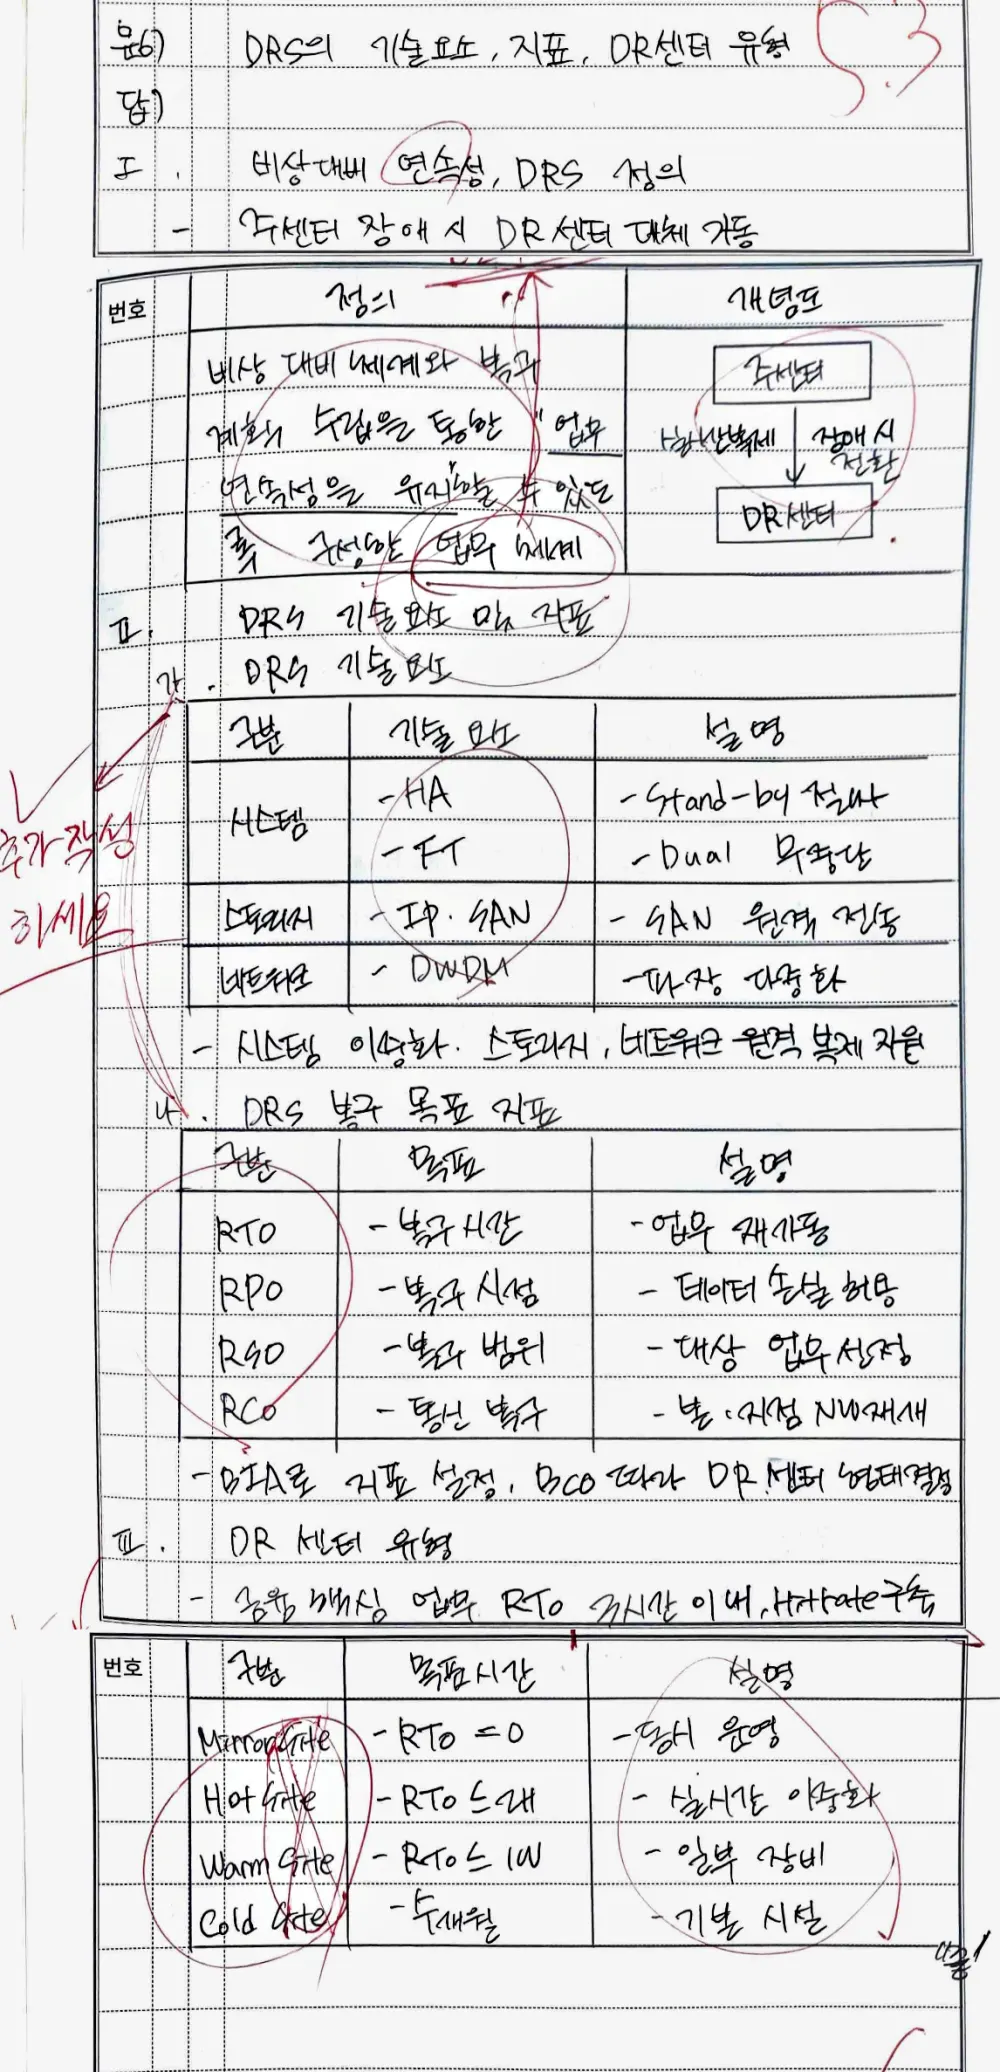 문6) DRS의 기술요소, 지표, DR센터 유형
5.3
답)
I. 비상대비 연속성, DRS 정의
- 주센터 장애 시 DR센터 대체 가동
번호 정의 개념도
비상 대비 체계와 복구
계획 수립을 통한 "업무
연속성을 유지"할 수 있도
록 구성한 업무 체계
주센터
실시간복제 장애 시 전환
DR센터
II. DRS 기술요소 및 지표
가. DRS 기술 요소
구분 기술 요소 설명
시스템 - HA - Stand-by 절체
- FT - Dual 무중단
스토리지 - IP. SAN - SAN 원격 전송
네트워크 - DWDM - 파장 다중화
추가작성
하세요
- 시스템 이중화. 스토리지, 네트워크 원격 복제 지원
나. DRS 복구 목표 지표
구분 목표 설명
RTO - 복구 시간 - 업무 재가동
RPO - 복구 시점 - 데이터 손실 허용
RSO - 복구 범위 - 대상 업무 선정
RCO - 통신 복구 - 본.지점 NW재개
- BIA로 지표 설정, BCO 따라 DR센터 형태결정
III. DR 센터 유형
- 금융 핵심 업무 RTO 3시간 이내, Hot site구축
번호 구분 목표시간 설명
Mirror Site - RTO = 0 - 동시 운영
Hot Site - RTO ≤ 4h - 실시간 이중화
Warm Site - RTO ≤ 1W - 일부 장비
Cold Site - 수개월 - 기본 시설